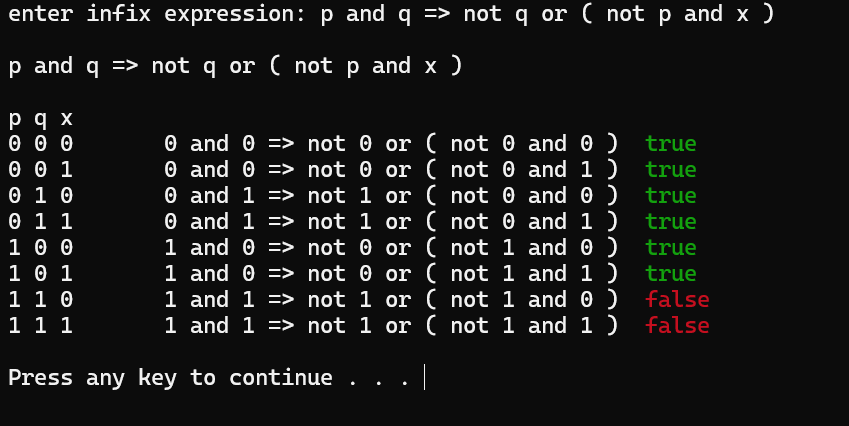 enter infix expression: p and q => not q or ( not p and x )
p and q => not q or ( not p and x )
p q x
0 0 0 0 and 0 => not 0 or ( not 0 and 0 ) true
0 0 1 0 and 0 => not 0 or ( not 0 and 1 ) true
0 1 0 0 and 1 => not 1 or ( not 0 and 0 ) true
0 1 1 0 and 1 => not 1 or ( not 0 and 1 ) true
1 0 0 1 and 0 => not 0 or ( not 1 and 0 ) true
1 0 1 1 and 0 => not 0 or ( not 1 and 1 ) true
1 1 0 1 and 1 => not 1 or ( not 1 and 0 ) false
1 1 1 1 and 1 => not 1 or ( not 1 and 1 ) false
Press any key to continue . . .